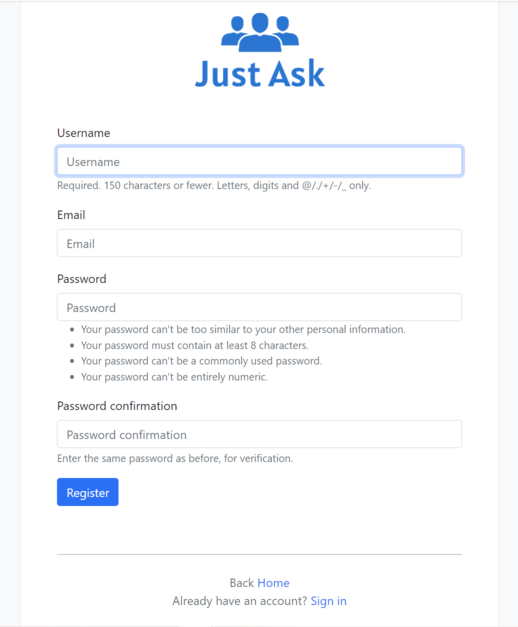 Just Ask
Username
Username
Required. 150 characters or fewer. Letters, digits and @/./+/-/_ only.
Email
Email
Password
Password
Your password can't be too similar to your other personal information.
Your password must contain at least 8 characters.
Your password can't be a commonly used password.
Your password can't be entirely numeric.
Password confirmation
Password confirmation
Enter the same password as before, for verification.
Register
Back Home
Already have an account? Sign in